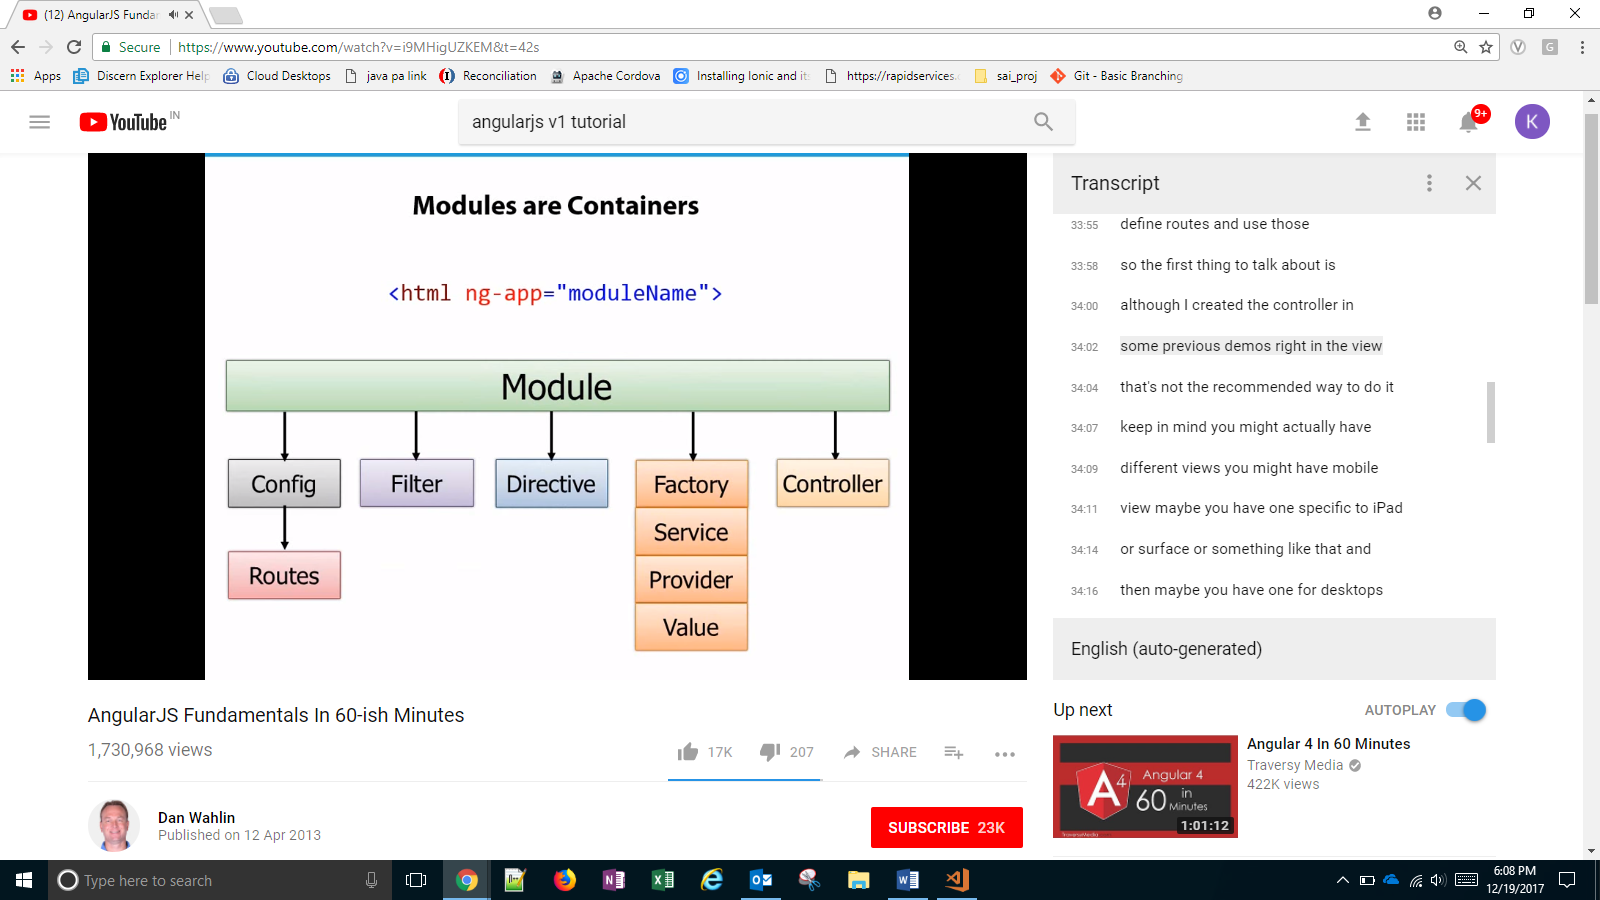 (12) AngularJS Fundar
Secure
https://www.youtube.com/watch?v=i9MHigUZKEM&t=42s
Apps
Discern Explorer Help
Cloud Desktops
java pa link
Reconciliation
Apache Cordova
Installing Ionic and it
https://rapidservices.
sai_proj
Git - Basic Branching
YouTube IN
angularjs v1 tutorial
9+
K
Modules are Containers
<html ng-app="moduleName">
Module
Config
Filter
Directive
Factory
Controller
Service
Provider
Routes
Value
Transcript
33:55 define routes and use those
33:58 so the first thing to talk about is
34:00 although I created the controller in
34:02 some previous demos right in the view
34:04 that's not the recommended way to do it
34:07 keep in mind you might actually have
34:09 different views you might have mobile
34:11 view maybe you have one specific to iPad
34:14 or surface or something like that and
34:16 then maybe you have one for desktops
English (auto-generated)
AngularJS Fundamentals In 60-ish Minutes
1,730,968 views
17K
207
SHARE
Dan Wahlin
Published on 12 Apr 2013
SUBSCRIBE 23K
Up next
AUTOPLAY
A4
Angular 4
60 in
Minutes
1:01:12
Angular 4 In 60 Minutes
Traversy Media
422K views
Type here to search
6:08 PM
12/19/2017